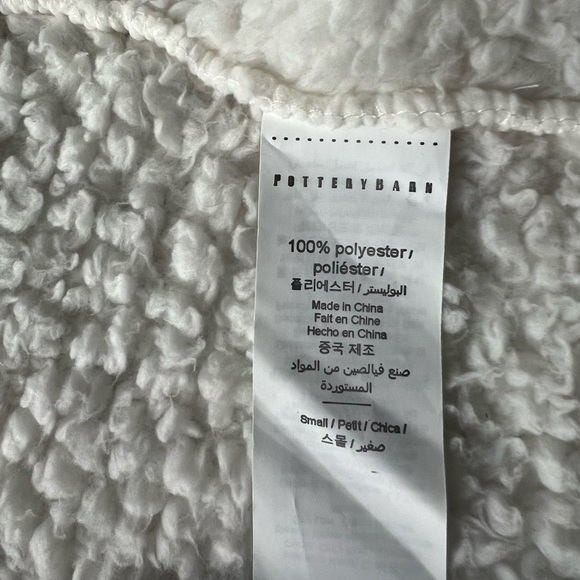 POTTERYBARN
100% polyester/
poliéster/
폴리에스터 / البوليستر/
Made in China
Fait en Chine
Hecho en China
중국 제조
صنع فيالصين من المواد
المستوردة
Small / Petit / Chica /
스몰 / صغير